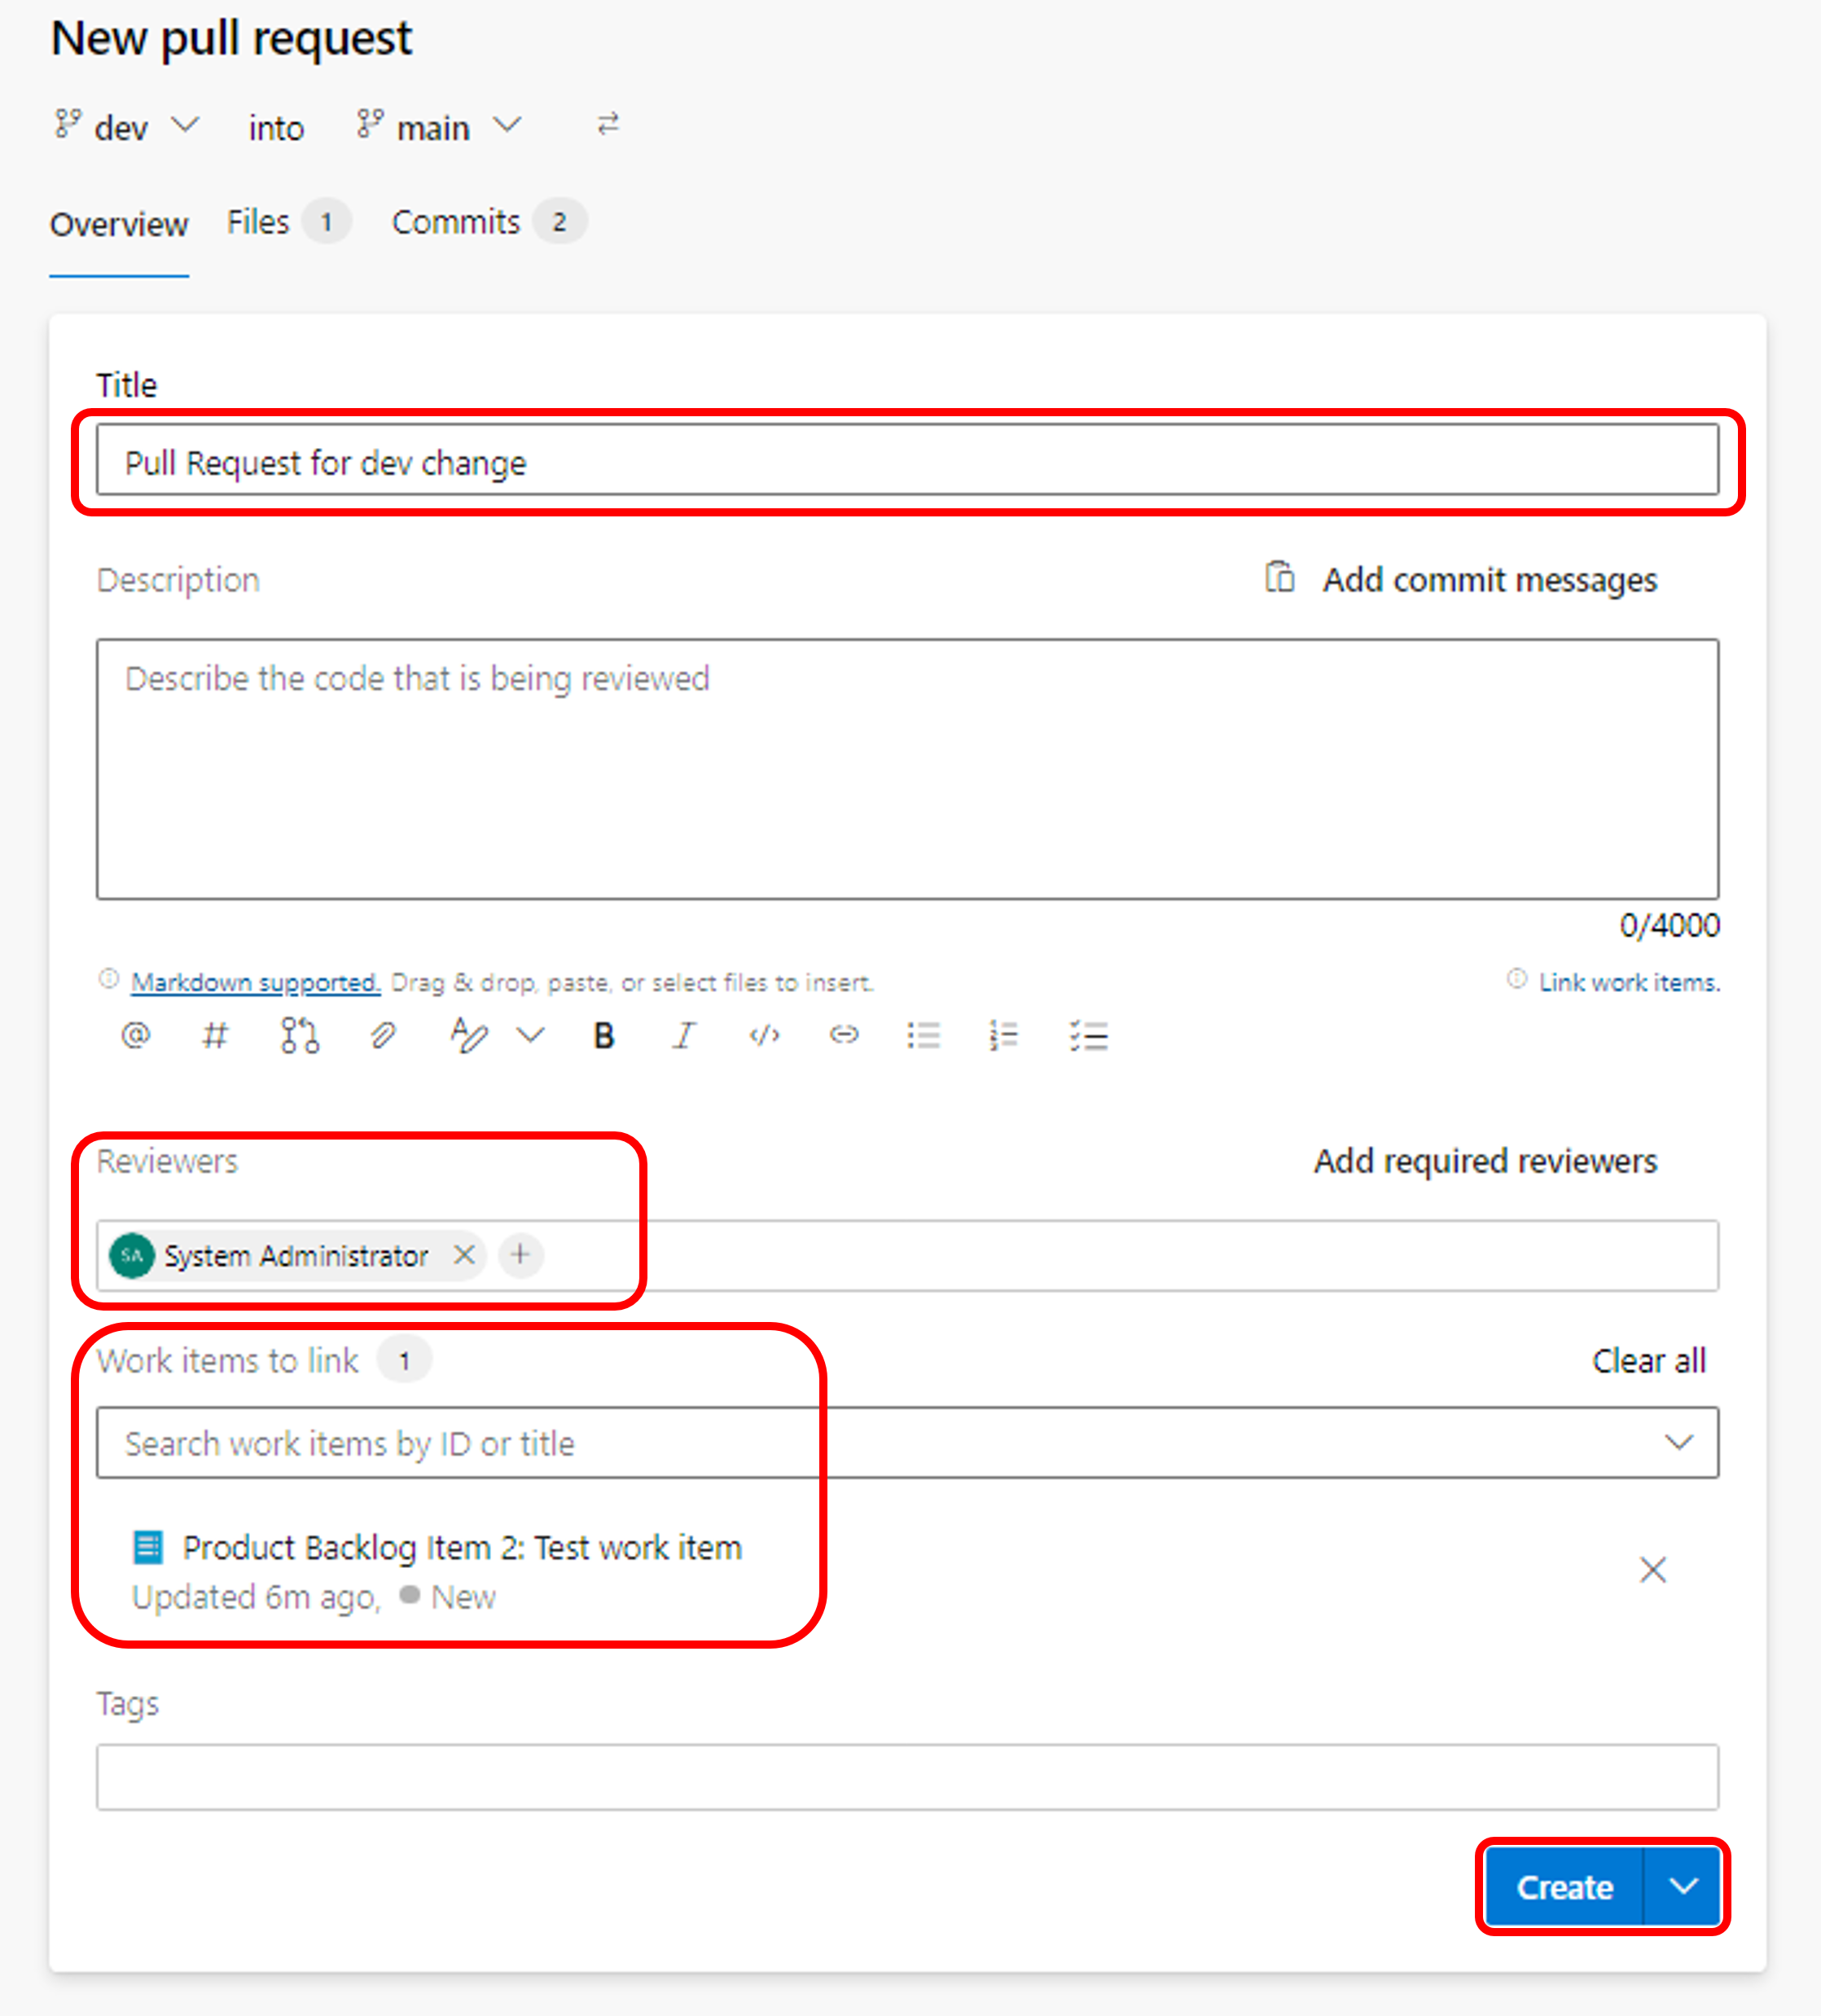 New pull request
dev into main
Overview Files 1 Commits 2
Title
Pull Request for dev change
Description Add commit messages
Describe the code that is being reviewed
0/4000
Markdown supported. Drag & drop, paste, or select files to insert. Link work items.
@ # B I </>
Reviewers Add required reviewers
SA System Administrator
Work items to link 1 Clear all
Search work items by ID or title
Product Backlog Item 2: Test work item
Updated 6m ago, New
Tags
Create